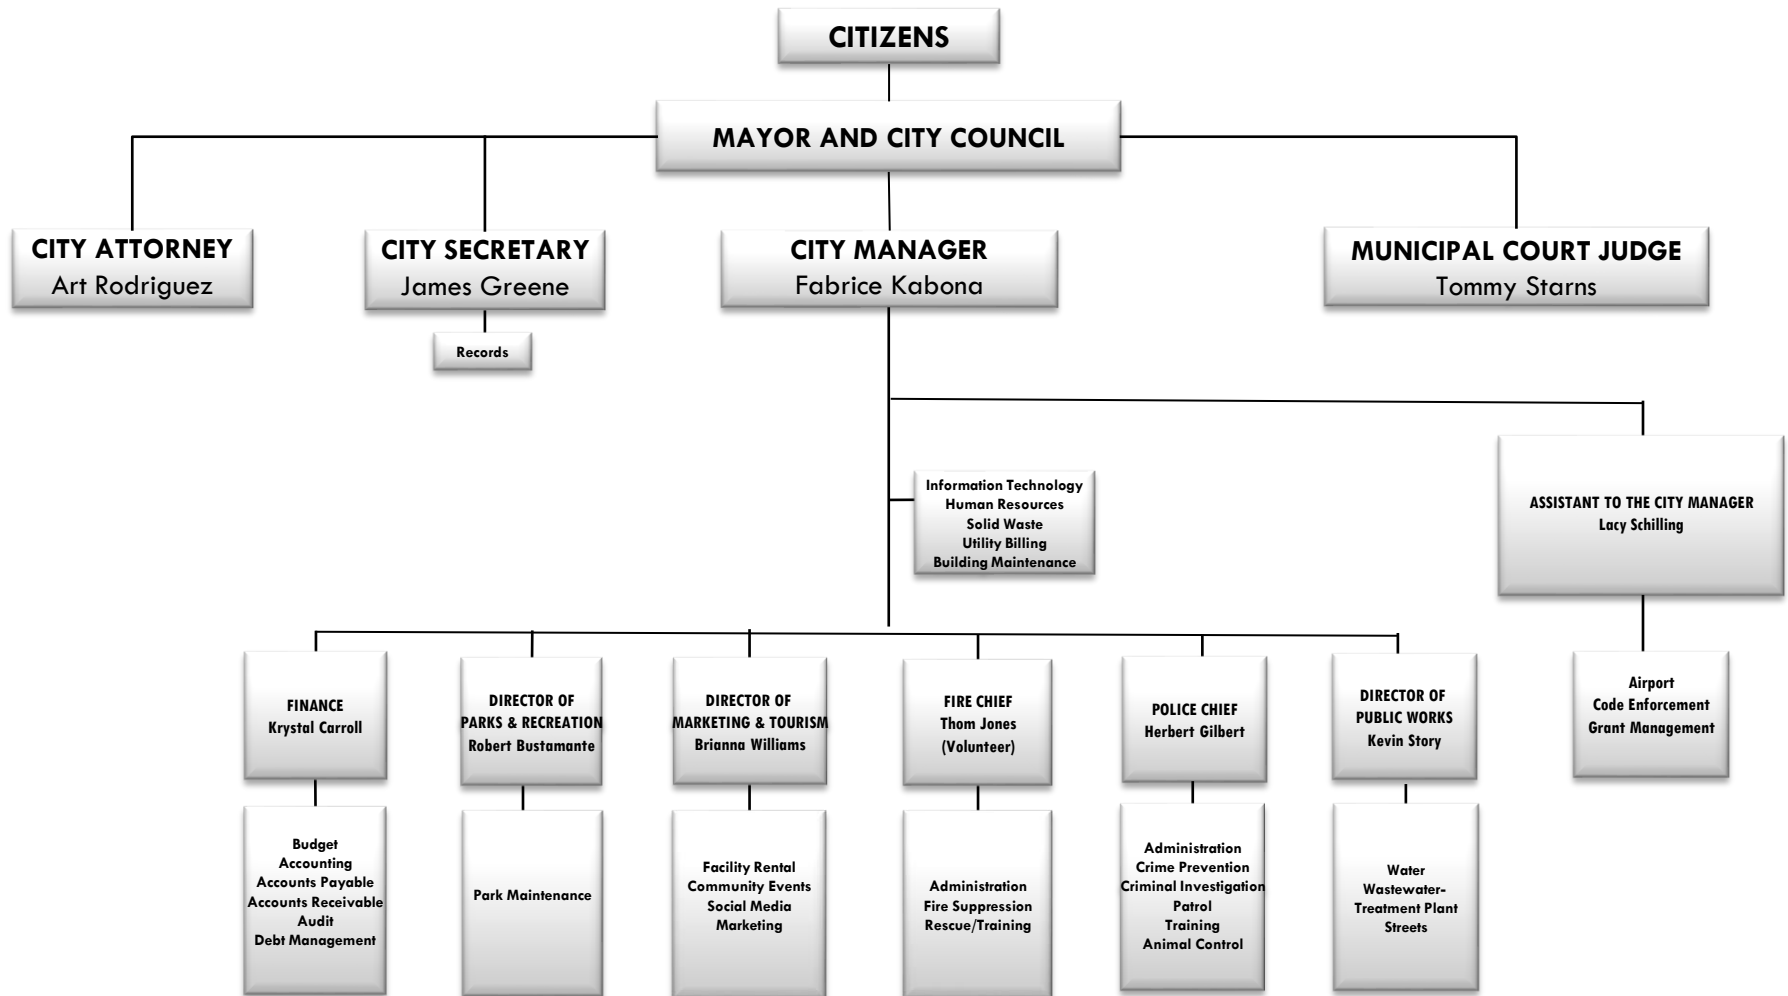 CITIZENS
MAYOR AND CITY COUNCIL
CITY ATTORNEY
Art Rodriguez
CITY SECRETARY
James Greene
CITY MANAGER
Fabrice Kabona
MUNICIPAL COURT JUDGE
Tommy Starns
Records
Information Technology
Human Resources
Solid Waste
Utility Billing
Building Maintenance
ASSISTANT TO THE CITY MANAGER
Lacy Schilling
FINANCE
Krystal Carroll
DIRECTOR OF
PARKS & RECREATION
Robert Bustamante
DIRECTOR OF
MARKETING & TOURISM
Brianna Williams
FIRE CHIEF
Thom Jones
(Volunteer)
POLICE CHIEF
Herbert Gilbert
DIRECTOR OF
PUBLIC WORKS
Kevin Story
Airport
Code Enforcement
Grant Management
Budget
Accounting
Accounts Payable
Accounts Receivable
Audit
Debt Management
Park Maintenance
Facility Rental
Community Events
Social Media
Marketing
Administration
Fire Suppression
Rescue/Training
Administration
Crime Prevention
Criminal Investigation
Patrol
Training
Animal Control
Water
Wastewater-
Treatment Plant
Streets